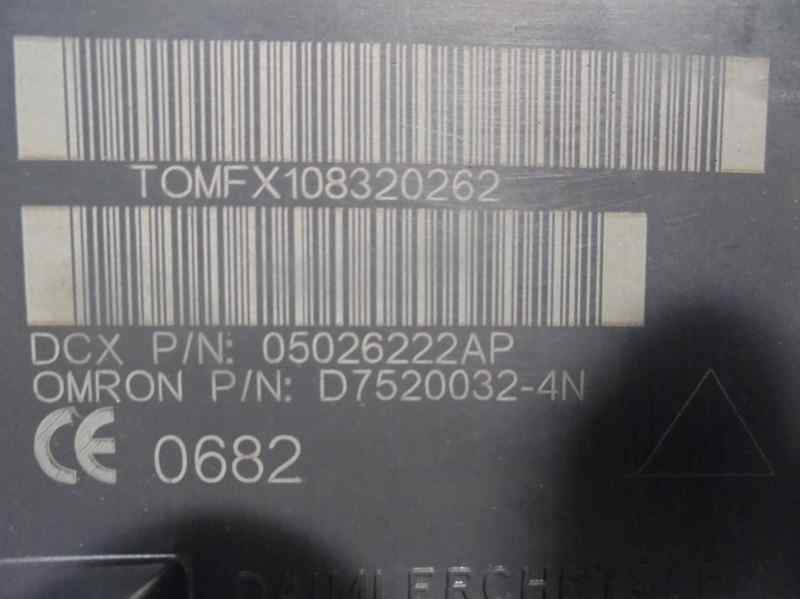 TOMFX108320262
DCX P/N: 05026222AP
OMRON P/N: D7520032-4N
CE 0682